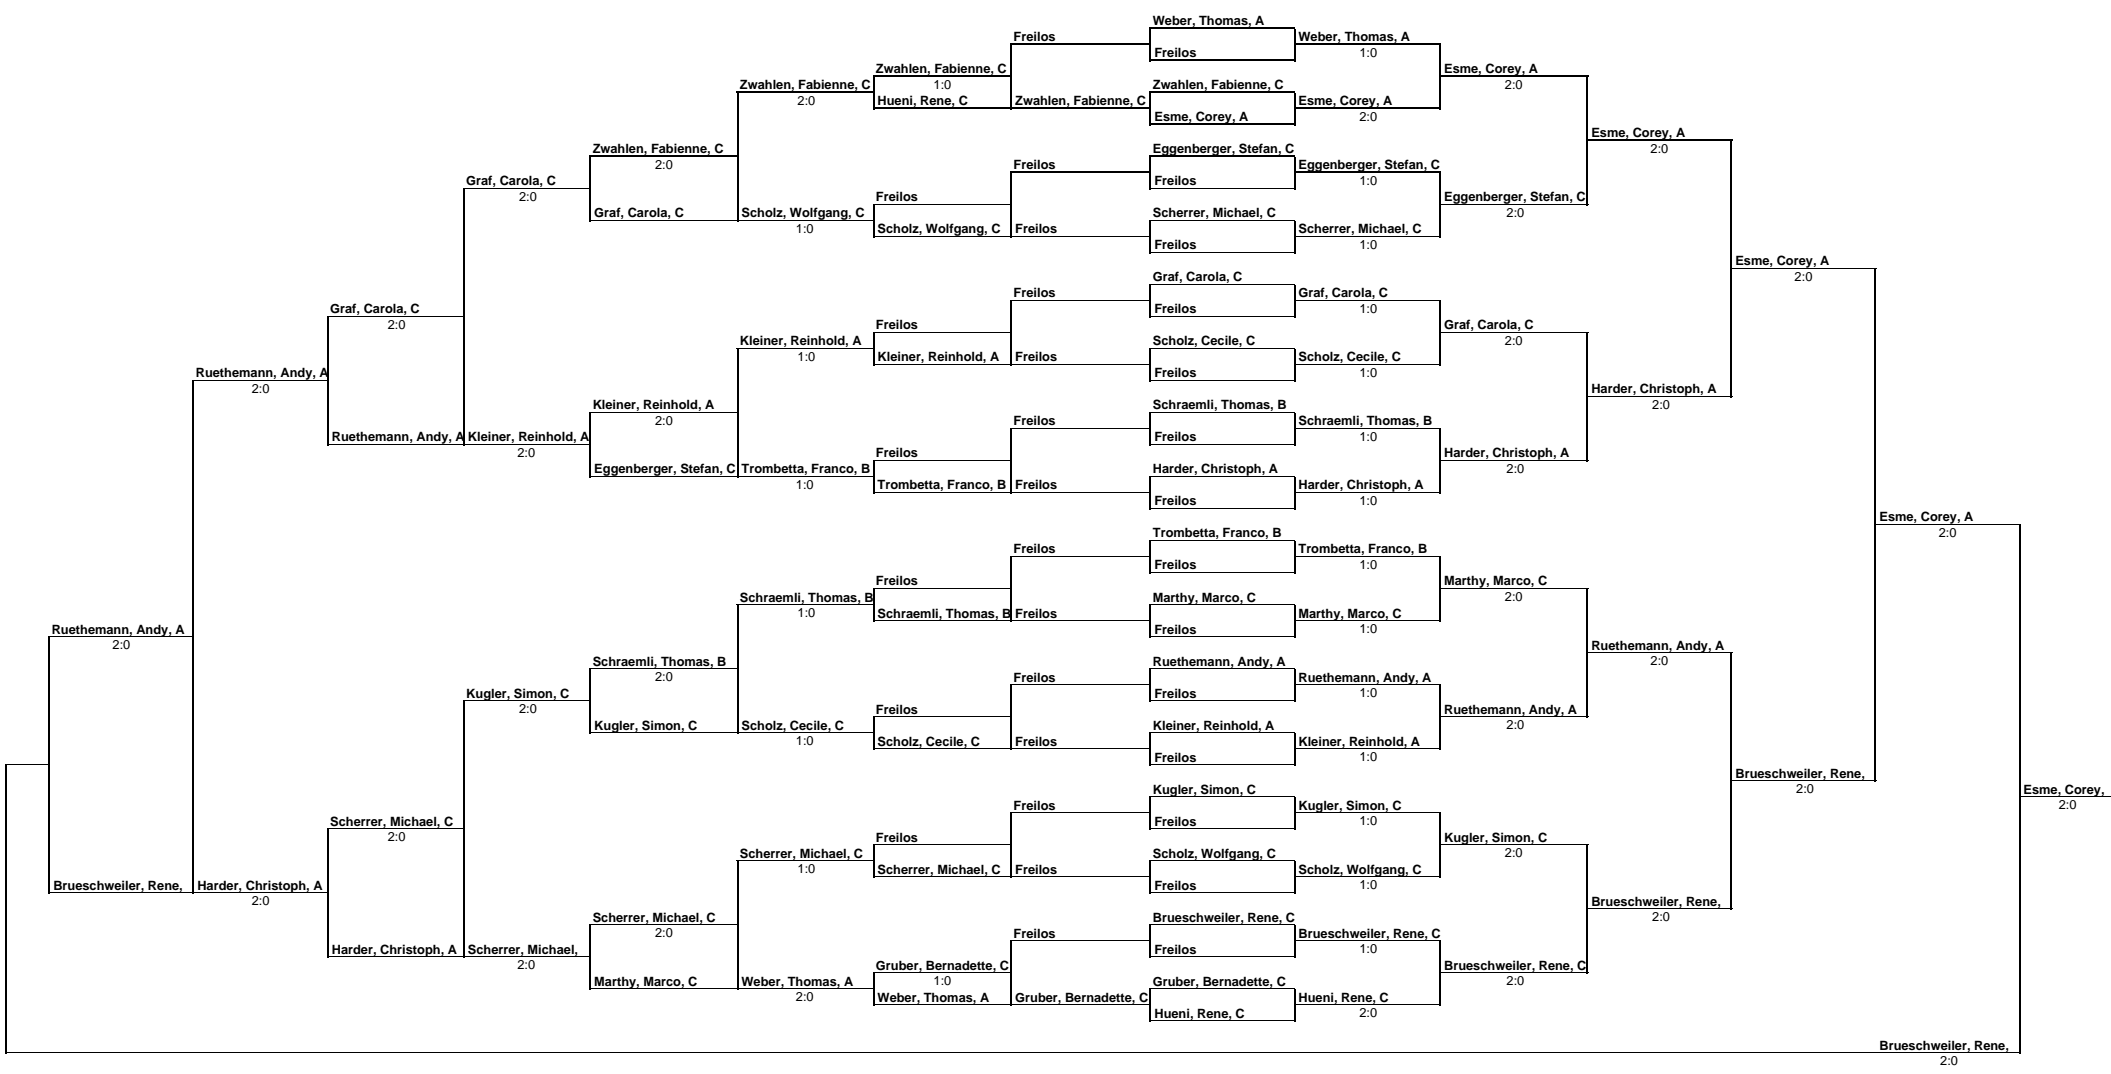 Weber, Thomas, A
Freilos
Weber, Thomas, A
Freilos
1:0
Zwahlen, Fabienne, C
Esme, Corey, A
Zwahlen, Fabienne, C
1:0
Zwahlen, Fabienne, C
2:0
2:0
Hueni, Rene, C
Zwahlen, Fabienne, C
Esme, Corey, A
Esme, Corey, A
2:0
Esme, Corey, A
Zwahlen, Fabienne, C
Eggenberger, Stefan, C
2:0
2:0
Freilos
Eggenberger, Stefan, C
Graf, Carola, C
Freilos
1:0
2:0
Freilos
Eggenberger, Stefan, C
Graf, Carola, C
Scholz, Wolfgang, C
Scherrer, Michael, C
2:0
1:0
Scholz, Wolfgang, C
Freilos
Scherrer, Michael, C
Freilos
1:0
Esme, Corey, A
Graf, Carola, C
2:0
Freilos
Graf, Carola, C
Graf, Carola, C
Freilos
1:0
2:0
Freilos
Graf, Carola, C
Kleiner, Reinhold, A
Scholz, Cecile, C
2:0
1:0
Kleiner, Reinhold, A
Freilos
Scholz, Cecile, C
Ruethemann, Andy, A
Freilos
1:0
2:0
Harder, Christoph, A
Kleiner, Reinhold, A
Schraemli, Thomas, B
2:0
2:0
Freilos
Schraemli, Thomas, B
Ruethemann, Andy, A
Kleiner, Reinhold, A
Freilos
1:0
2:0
Freilos
Harder, Christoph, A
Eggenberger, Stefan, C
Trombetta, Franco, B
Harder, Christoph, A
2:0
1:0
Trombetta, Franco, B
Freilos
Harder, Christoph, A
Freilos
1:0
Esme, Corey, A
Trombetta, Franco, B
2:0
Freilos
Trombetta, Franco, B
Freilos
1:0
Freilos
Marthy, Marco, C
Schraemli, Thomas, B
Marthy, Marco, C
2:0
1:0
Schraemli, Thomas, B
Freilos
Marthy, Marco, C
Ruethemann, Andy, A
Freilos
1:0
2:0
Ruethemann, Andy, A
Schraemli, Thomas, B
Ruethemann, Andy, A
2:0
2:0
Freilos
Ruethemann, Andy, A
Kugler, Simon, C
Freilos
1:0
2:0
Freilos
Ruethemann, Andy, A
Kugler, Simon, C
Scholz, Cecile, C
Kleiner, Reinhold, A
2:0
1:0
Scholz, Cecile, C
Freilos
Kleiner, Reinhold, A
Freilos
1:0
Brueschweiler, Rene,
Kugler, Simon, C
2:0
Esme, Corey,
Freilos
Kugler, Simon, C
2:0
Scherrer, Michael, C
Freilos
1:0
2:0
Freilos
Kugler, Simon, C
Scherrer, Michael, C
Scholz, Wolfgang, C
2:0
1:0
Scherrer, Michael, C
Freilos
Scholz, Wolfgang, C
Brueschweiler, Rene,
Harder, Christoph, A
Freilos
1:0
2:0
Brueschweiler, Rene,
Scherrer, Michael, C
Brueschweiler, Rene, C
2:0
2:0
Freilos
Brueschweiler, Rene, C
Harder, Christoph, A
Scherrer, Michael,
Freilos
1:0
2:0
Gruber, Bernadette, C
Brueschweiler, Rene, C
1:0
Marthy, Marco, C
Weber, Thomas, A
Gruber, Bernadette, C
2:0
2:0
Weber, Thomas, A
Gruber, Bernadette, C
Hueni, Rene, C
Hueni, Rene, C
2:0
Brueschweiler, Rene,
2:0